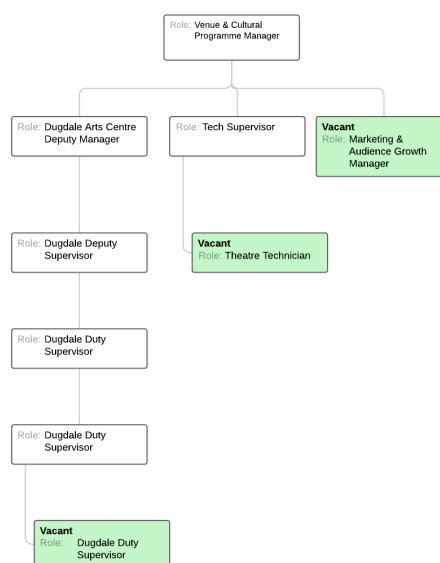 Role: Venue & Cultural
Programme Manager
Role: Dugdale Arts Centre
Deputy Manager
Role: Tech Supervisor
Vacant
Role: Marketing &
Audience Growth
Manager
Role: Dugdale Deputy
Supervisor
Vacant
Role: Theatre Technician
Role: Dugdale Duty
Supervisor
Role: Dugdale Duty
Supervisor
Vacant
Role: Dugdale Duty
Supervisor